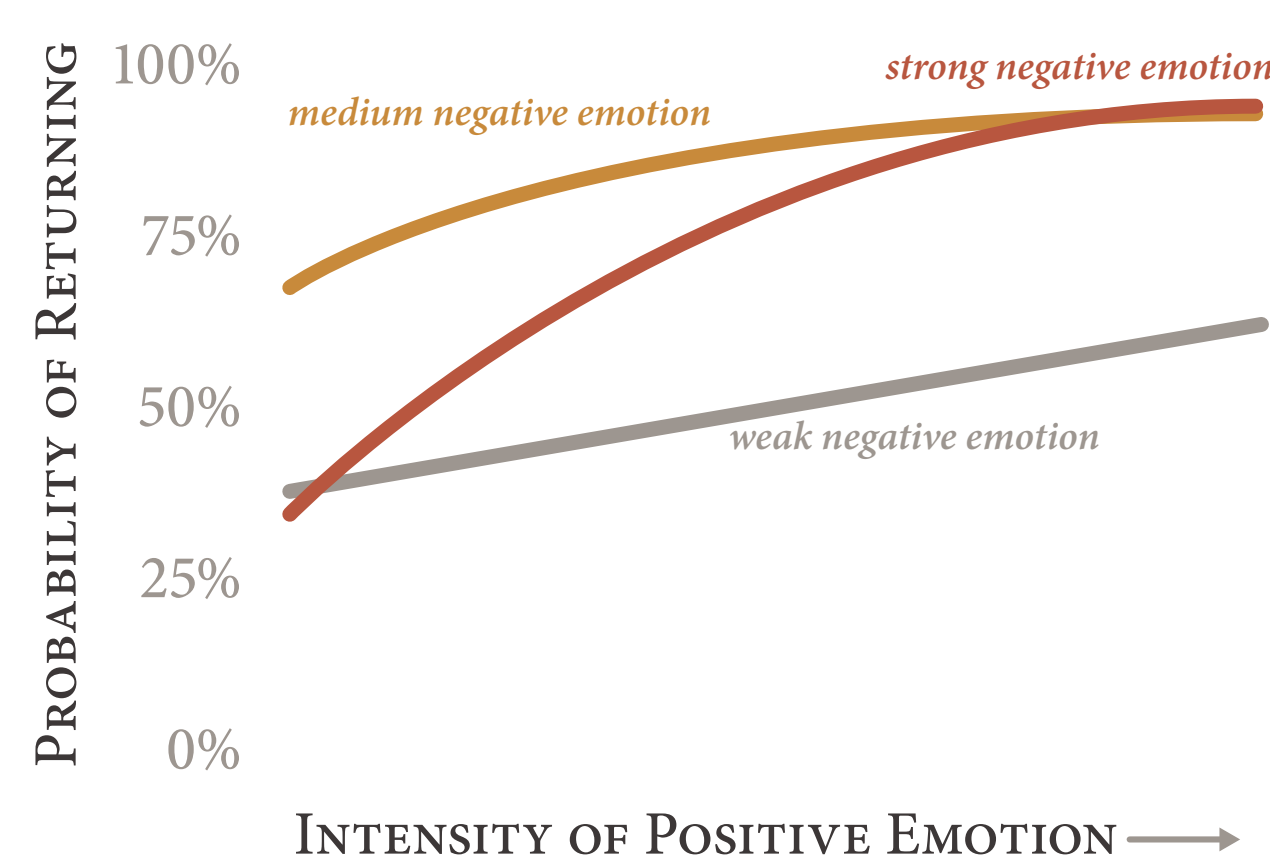 PROBABILITY OF RETURNING
100%
75%
50%
25%
0%
medium negative emotion
strong negative emotion
weak negative emotion
INTENSITY OF POSITIVE EMOTION